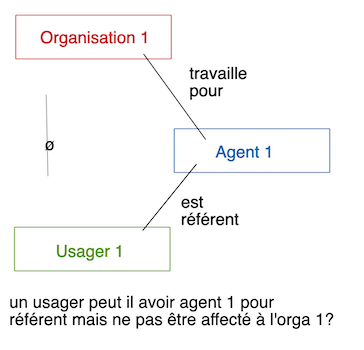 Organisation 1
travaille
pour
ø
Agent 1
est
référent
Usager 1
un usager peut il avoir agent 1 pour
référent mais ne pas être affecté à l'orga 1?